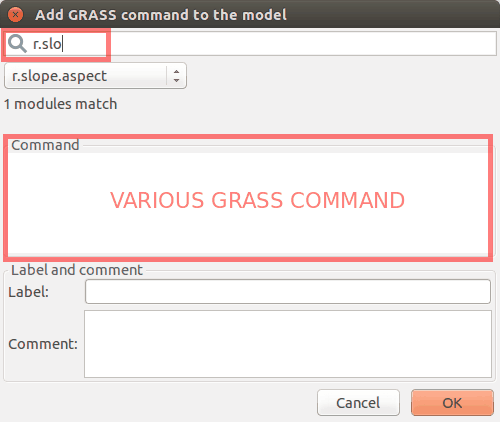 Add GRASS command to the model
r.slo
r.slope.aspect
1 modules match
Command
VARIOUS GRASS COMMAND
Label and comment
Label:
Comment:
Cancel
OK